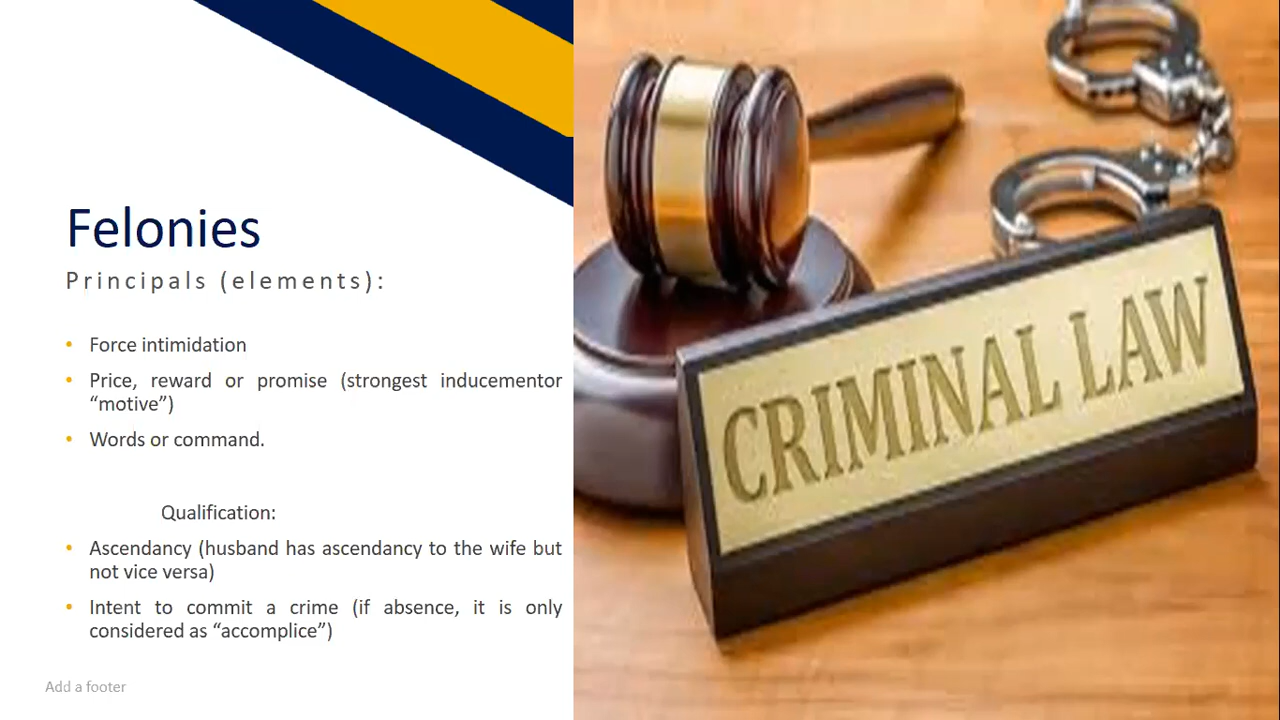 Felonies
Principals (elements):
• Force intimidation
• Price, reward or promise (strongest inducementor
“motive”)
• Words or command.
Qualification:
• Ascendancy (husband has ascendancy to the wife but
not vice versa)
• Intent to commit a crime (if absence, it is only
considered as “accomplice”)
Add a footer
CRIMINAL LAW